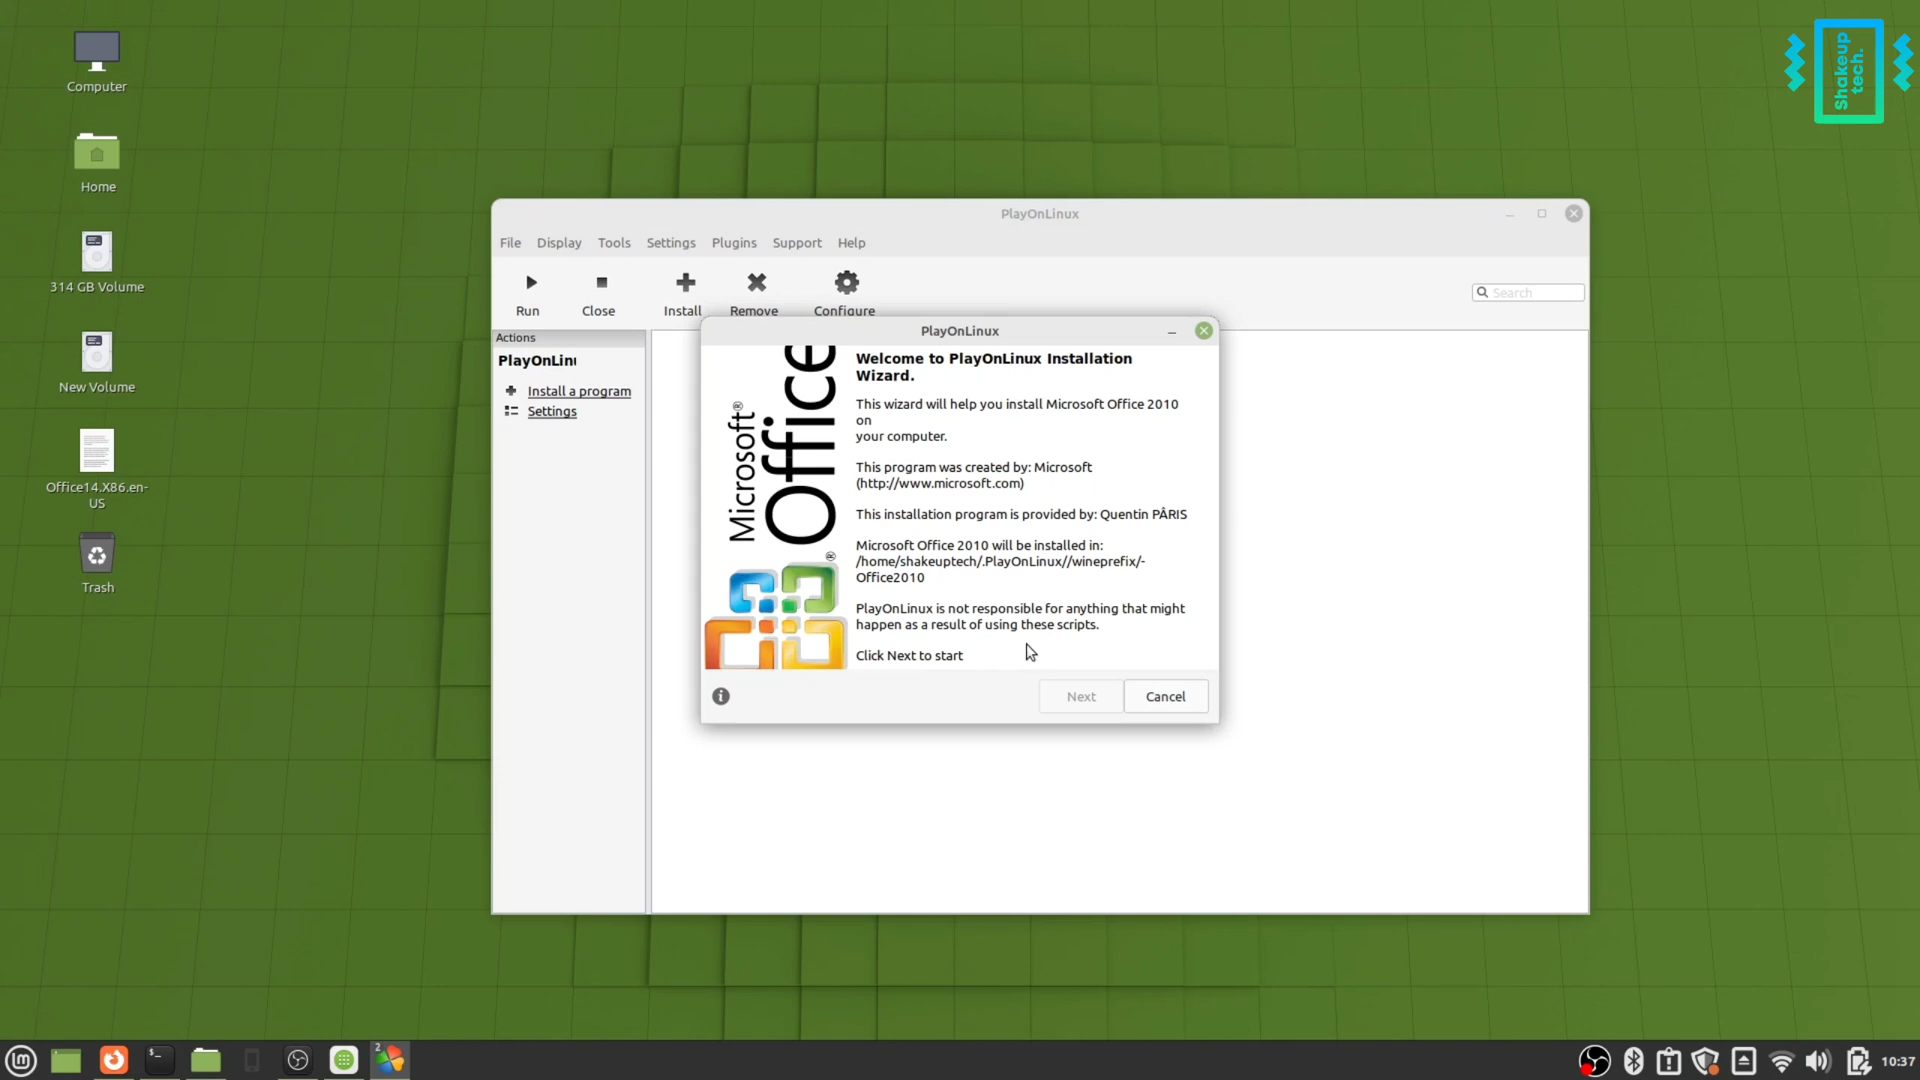 Computer
Home
314 GB Volume
New Volume
Office14.X86.en-
US
Trash
Shakeup
tech.
PlayOnLinux
File Display Tools Settings Plugins Support Help
Run Close Install Remove Configure
Search
Actions
PlayOnLinu
Install a program
Settings
PlayOnLinux
Microsoft®
Office
®
Welcome to PlayOnLinux Installation
Wizard.
This wizard will help you install Microsoft Office 2010
on
your computer.
This program was created by: Microsoft
(http://www.microsoft.com)
This installation program is provided by: Quentin PÂRIS
Microsoft Office 2010 will be installed in:
/home/shakeuptech/.PlayOnLinux//wineprefix/-
Office2010
PlayOnLinux is not responsible for anything that might
happen as a result of using these scripts.
Click Next to start
Next Cancel
2
10:37